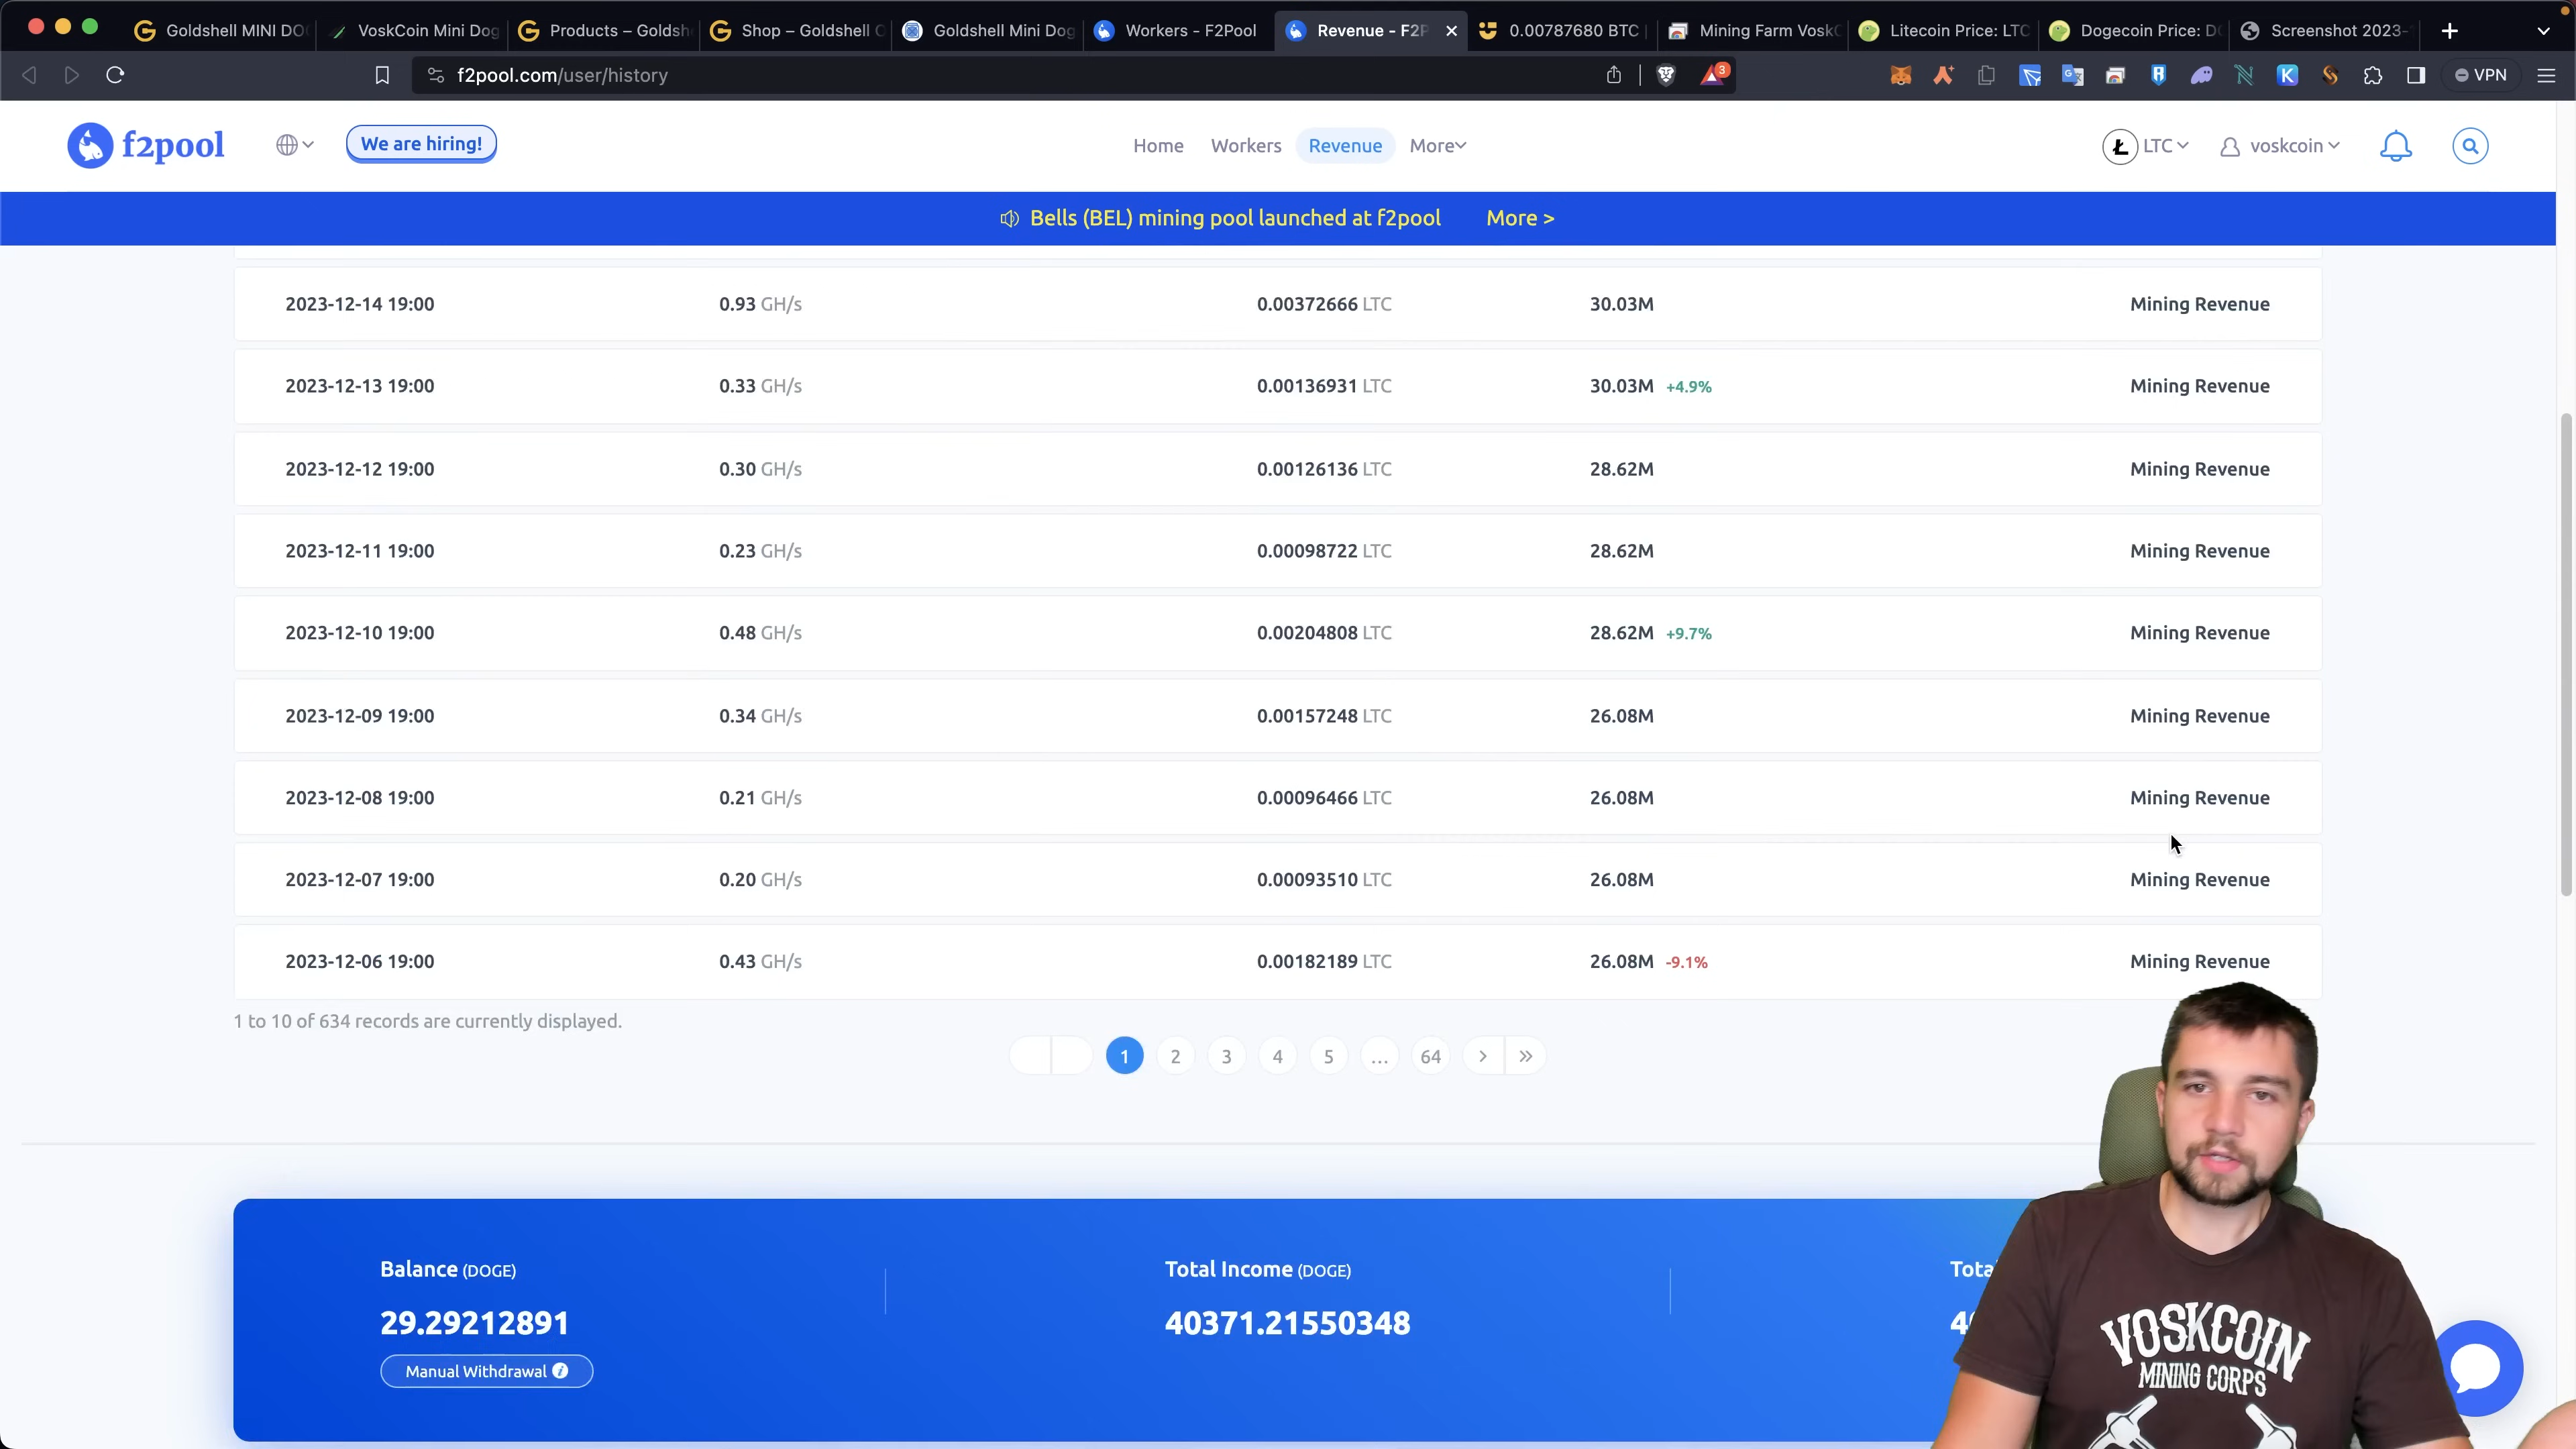 Goldshell MINI DO
VoskCoin Mini Dog
Products – Goldsh
Shop – Goldshell
Goldshell Mini Dog
Workers - F2Pool
Revenue - F2P
0.00787680 BTC
Mining Farm Vosk
Litecoin Price: LTC
Dogecoin Price: D
Screenshot 2023-
f2pool.com/user/history
3
VPN
f2pool
We are hiring!
Home
Workers
Revenue
More
LTC
voskcoin
Bells (BEL) mining pool launched at f2pool More >
2023-12-14 19:00 0.93 GH/s 0.00372666 LTC 30.03M Mining Revenue
2023-12-13 19:00 0.33 GH/s 0.00136931 LTC 30.03M +4.9% Mining Revenue
2023-12-12 19:00 0.30 GH/s 0.00126136 LTC 28.62M Mining Revenue
2023-12-11 19:00 0.23 GH/s 0.00098722 LTC 28.62M Mining Revenue
2023-12-10 19:00 0.48 GH/s 0.00204808 LTC 28.62M +9.7% Mining Revenue
2023-12-09 19:00 0.34 GH/s 0.00157248 LTC 26.08M Mining Revenue
2023-12-08 19:00 0.21 GH/s 0.00096466 LTC 26.08M Mining Revenue
2023-12-07 19:00 0.20 GH/s 0.00093510 LTC 26.08M Mining Revenue
2023-12-06 19:00 0.43 GH/s 0.00182189 LTC 26.08M -9.1% Mining Revenue
1 to 10 of 634 records are currently displayed.
1 2 3 4 5 ... 64 > »
Balance (DOGE)
29.29212891
Manual Withdrawal
Total Income (DOGE)
40371.21550348
VOSKCOIN
MINING CORPS